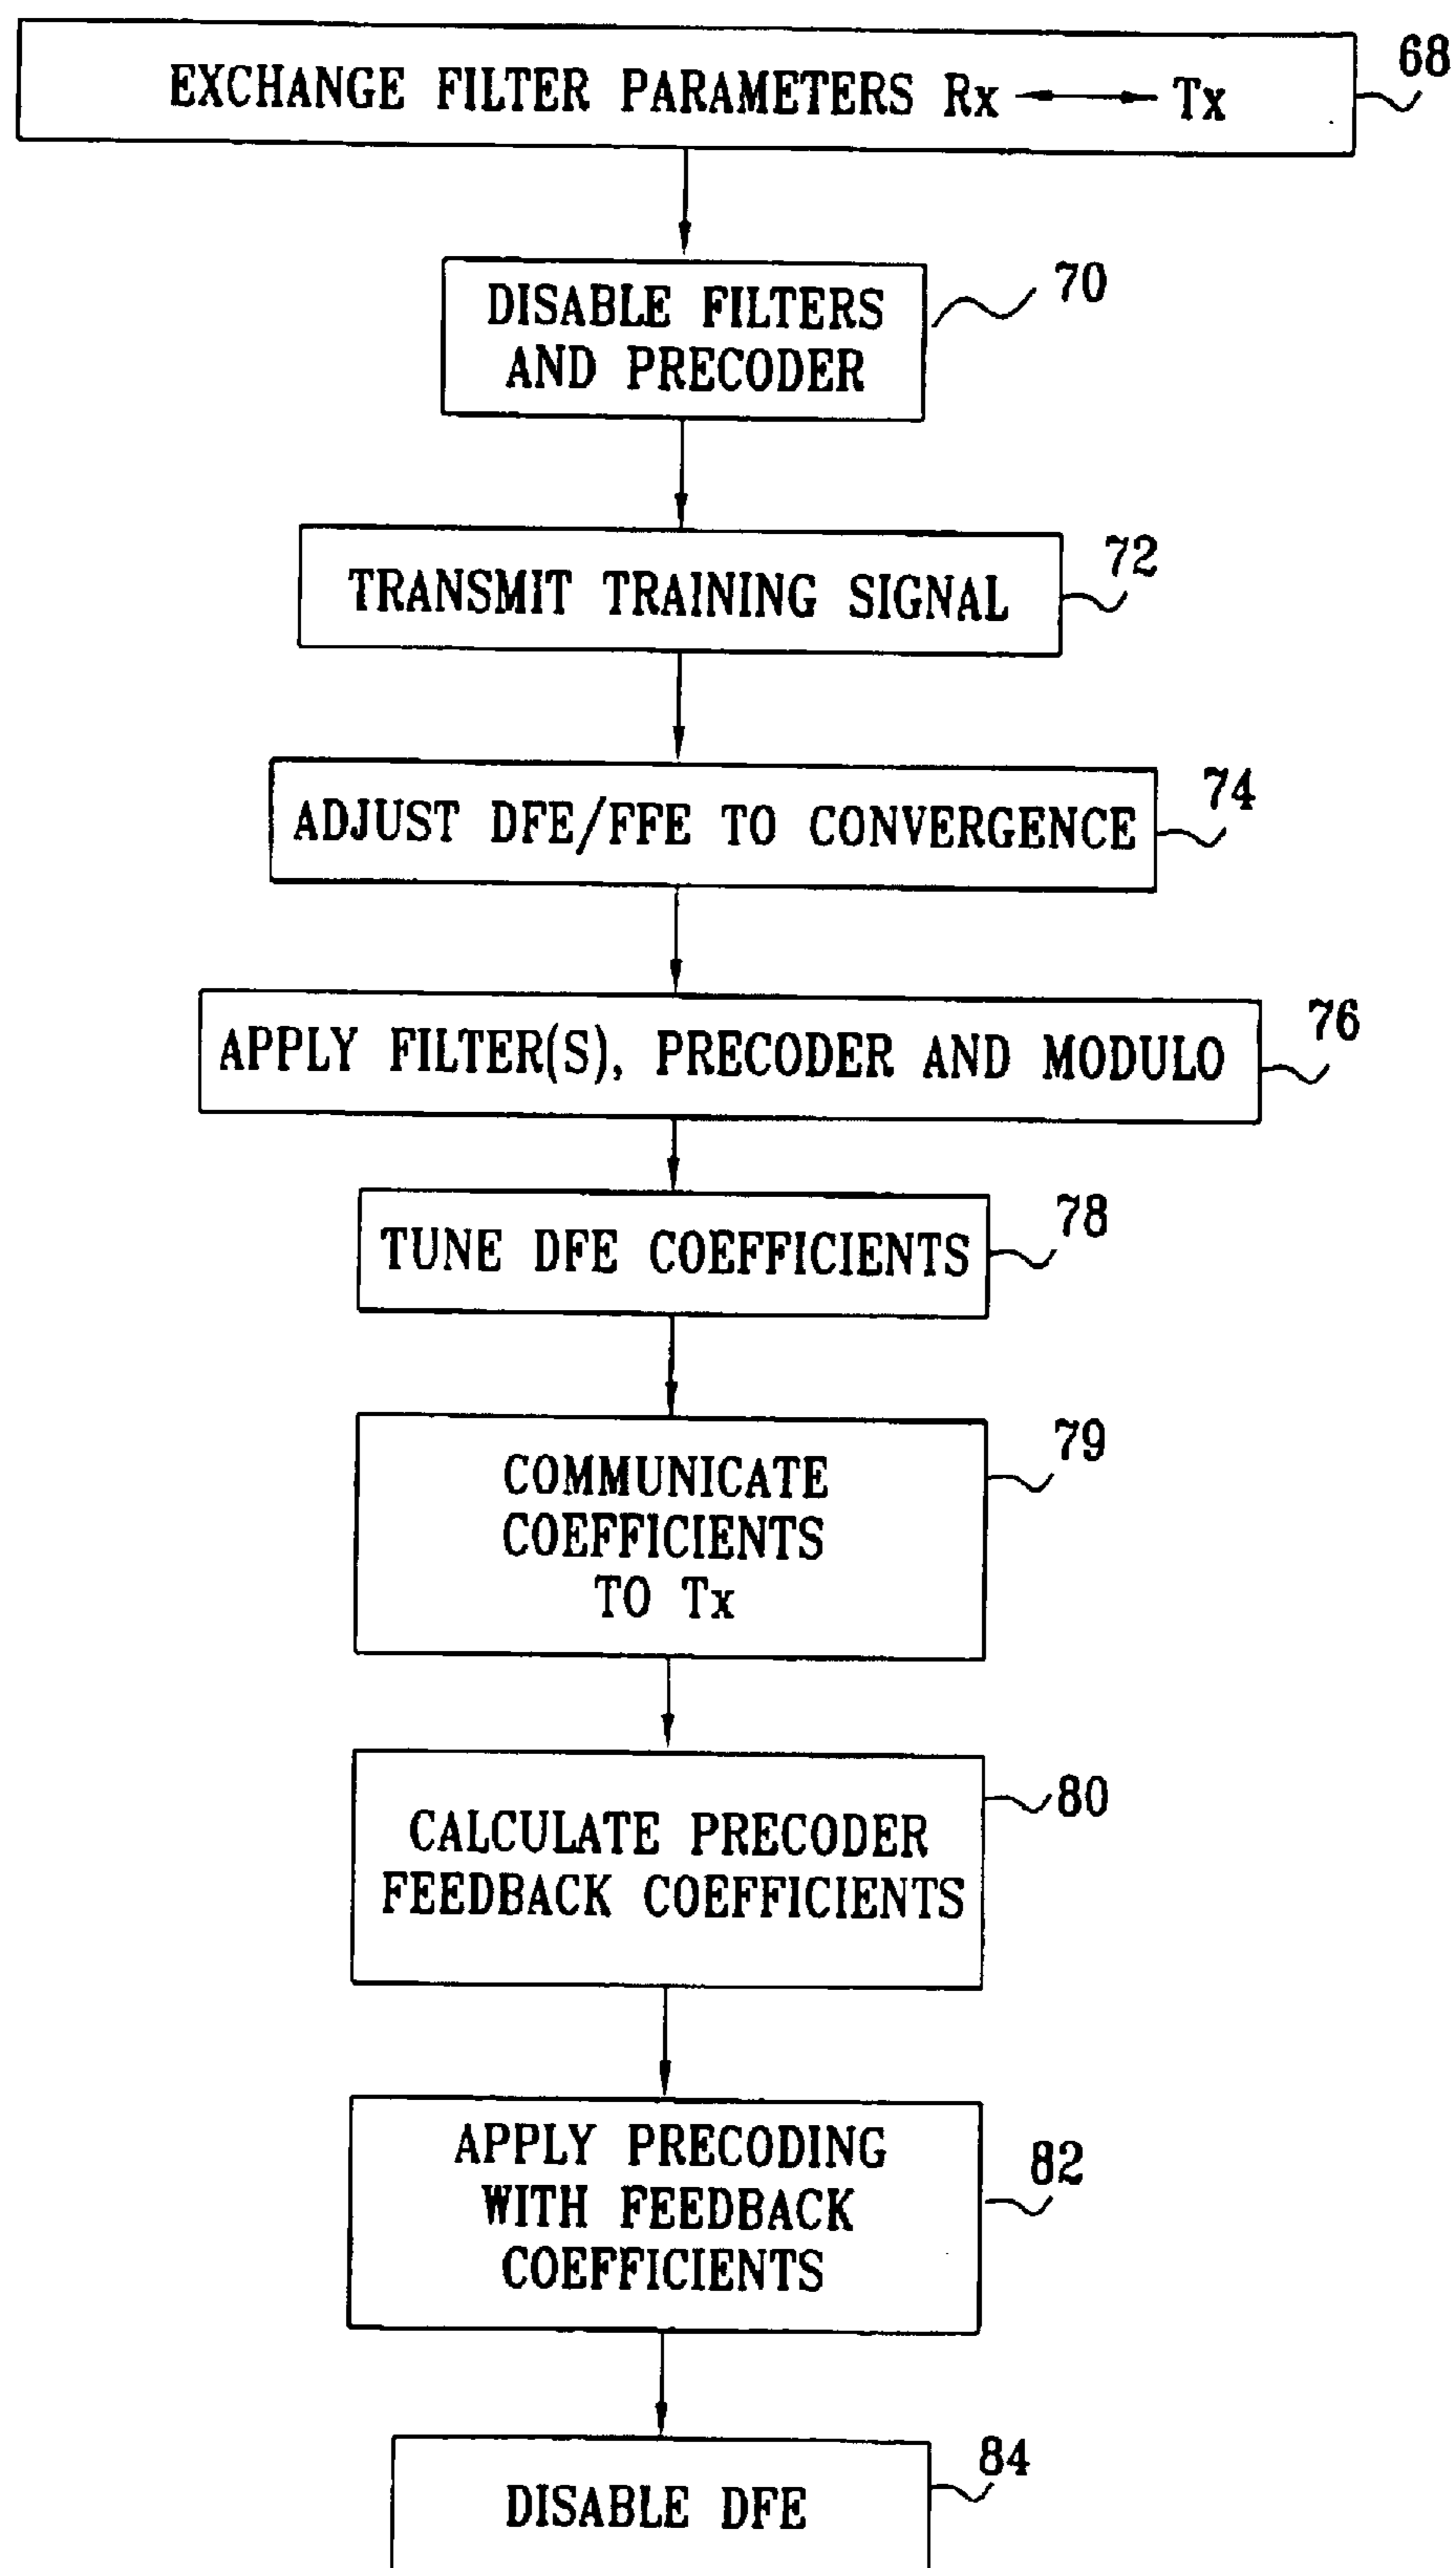 68
EXCHANGE FILTER PARAMETERS Rx ⟷ Tx
70
DISABLE FILTERS
AND PRECODER
72
TRANSMIT TRAINING SIGNAL
74
ADJUST DFE/FFE TO CONVERGENCE
76
APPLY FILTER(S), PRECODER AND MODULO
78
TUNE DFE COEFFICIENTS
79
COMMUNICATE
COEFFICIENTS
TO Tx
80
CALCULATE PRECODER
FEEDBACK COEFFICIENTS
82
APPLY PRECODING
WITH FEEDBACK
COEFFICIENTS
84
DISABLE DFE